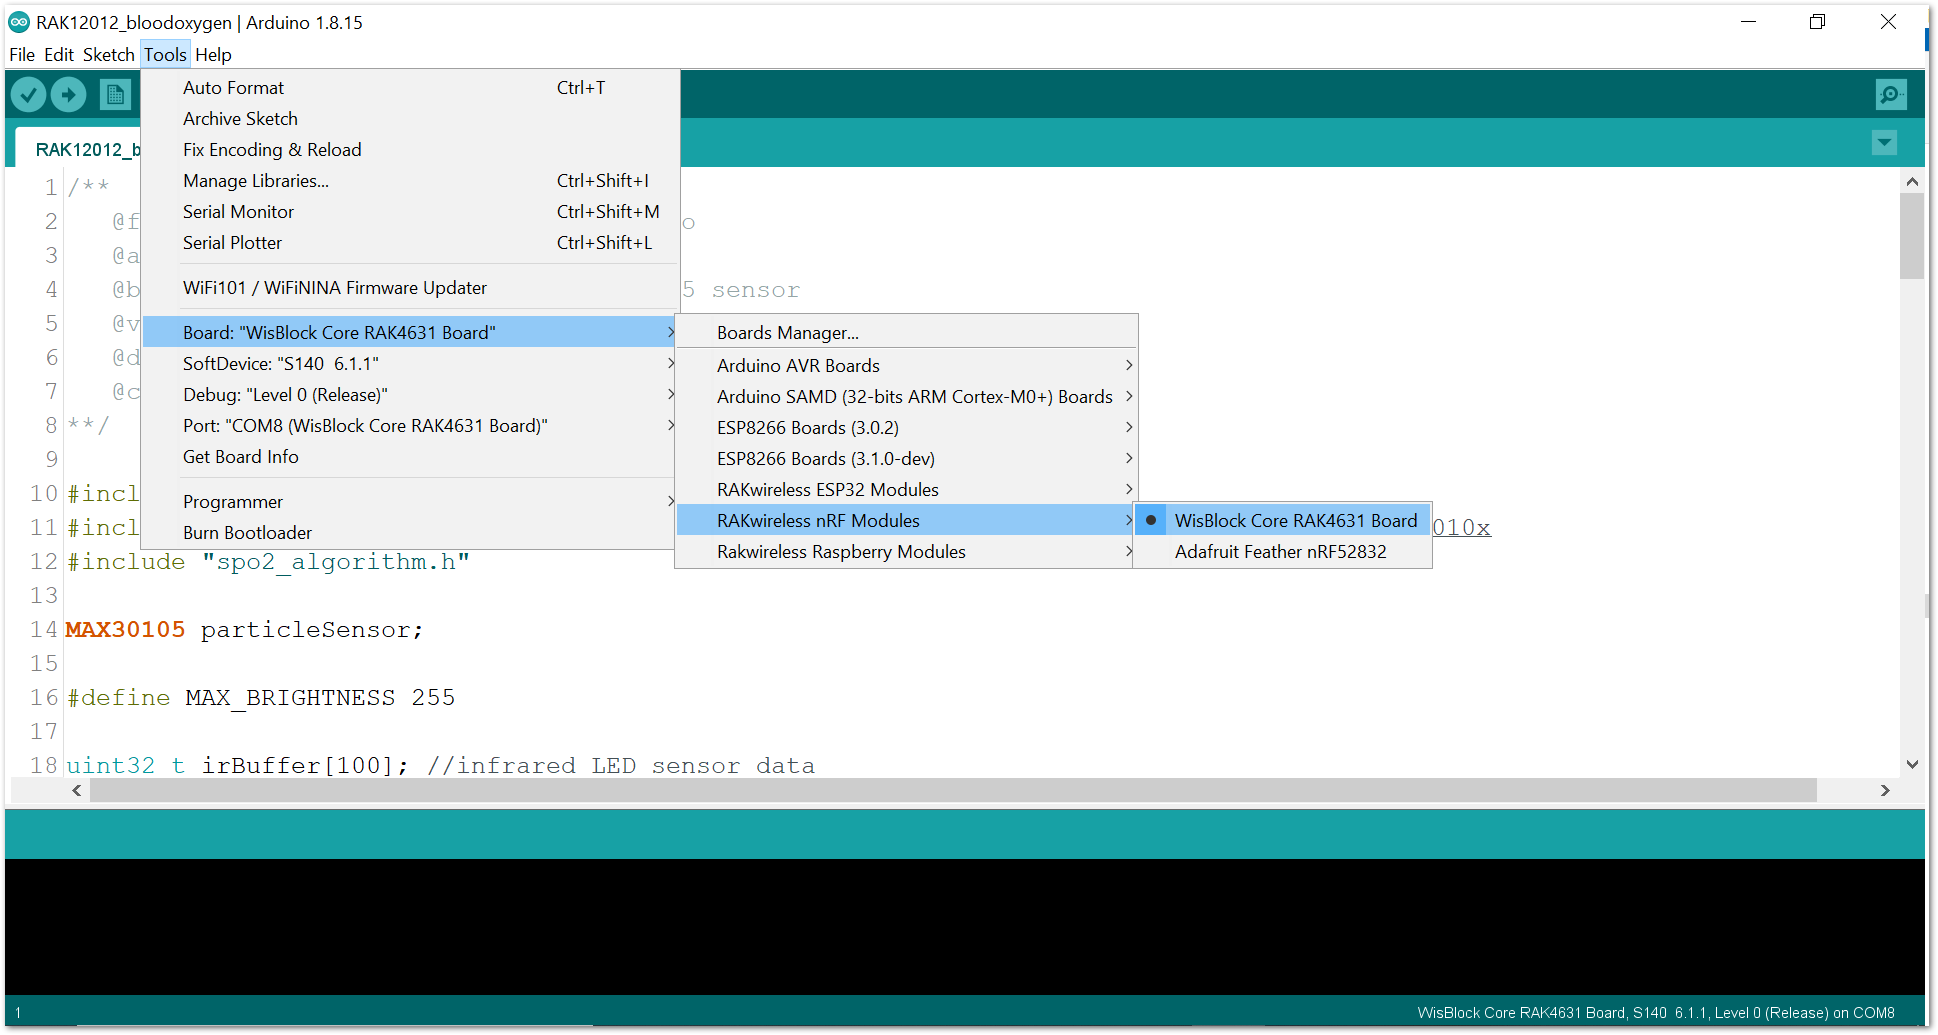 RAK12012_bloodoxygen | Arduino 1.8.15
File Edit Sketch Tools Help
RAK12012_b
Auto Format Ctrl+T
Archive Sketch
Fix Encoding & Reload
Manage Libraries... Ctrl+Shift+I
Serial Monitor Ctrl+Shift+M
Serial Plotter Ctrl+Shift+L
WiFi101 / WiFiNINA Firmware Updater
Board: "WisBlock Core RAK4631 Board"
SoftDevice: "S140 6.1.1"
Debug: "Level 0 (Release)"
Port: "COM8 (WisBlock Core RAK4631 Board)"
Get Board Info
Programmer
Burn Bootloader
Boards Manager...
Arduino AVR Boards
Arduino SAMD (32-bits ARM Cortex-M0+) Boards
ESP8266 Boards (3.0.2)
ESP8266 Boards (3.1.0-dev)
RAKwireless ESP32 Modules
RAKwireless nRF Modules
Rakwireless Raspberry Modules
WisBlock Core RAK4631 Board
Adafruit Feather nRF52832
1 /**
2 @f o
3 @a
4 @b 5 sensor
5 @v
6 @d
7 @c
8 **/
9
10 #incl
11 #incl 010x
12 #include "spo2_algorithm.h"
13
14 MAX30105 particleSensor;
15
16 #define MAX_BRIGHTNESS 255
17
18 uint32_t irBuffer[100]; //infrared LED sensor data
1
WisBlock Core RAK4631 Board, S140 6.1.1, Level 0 (Release) on COM8